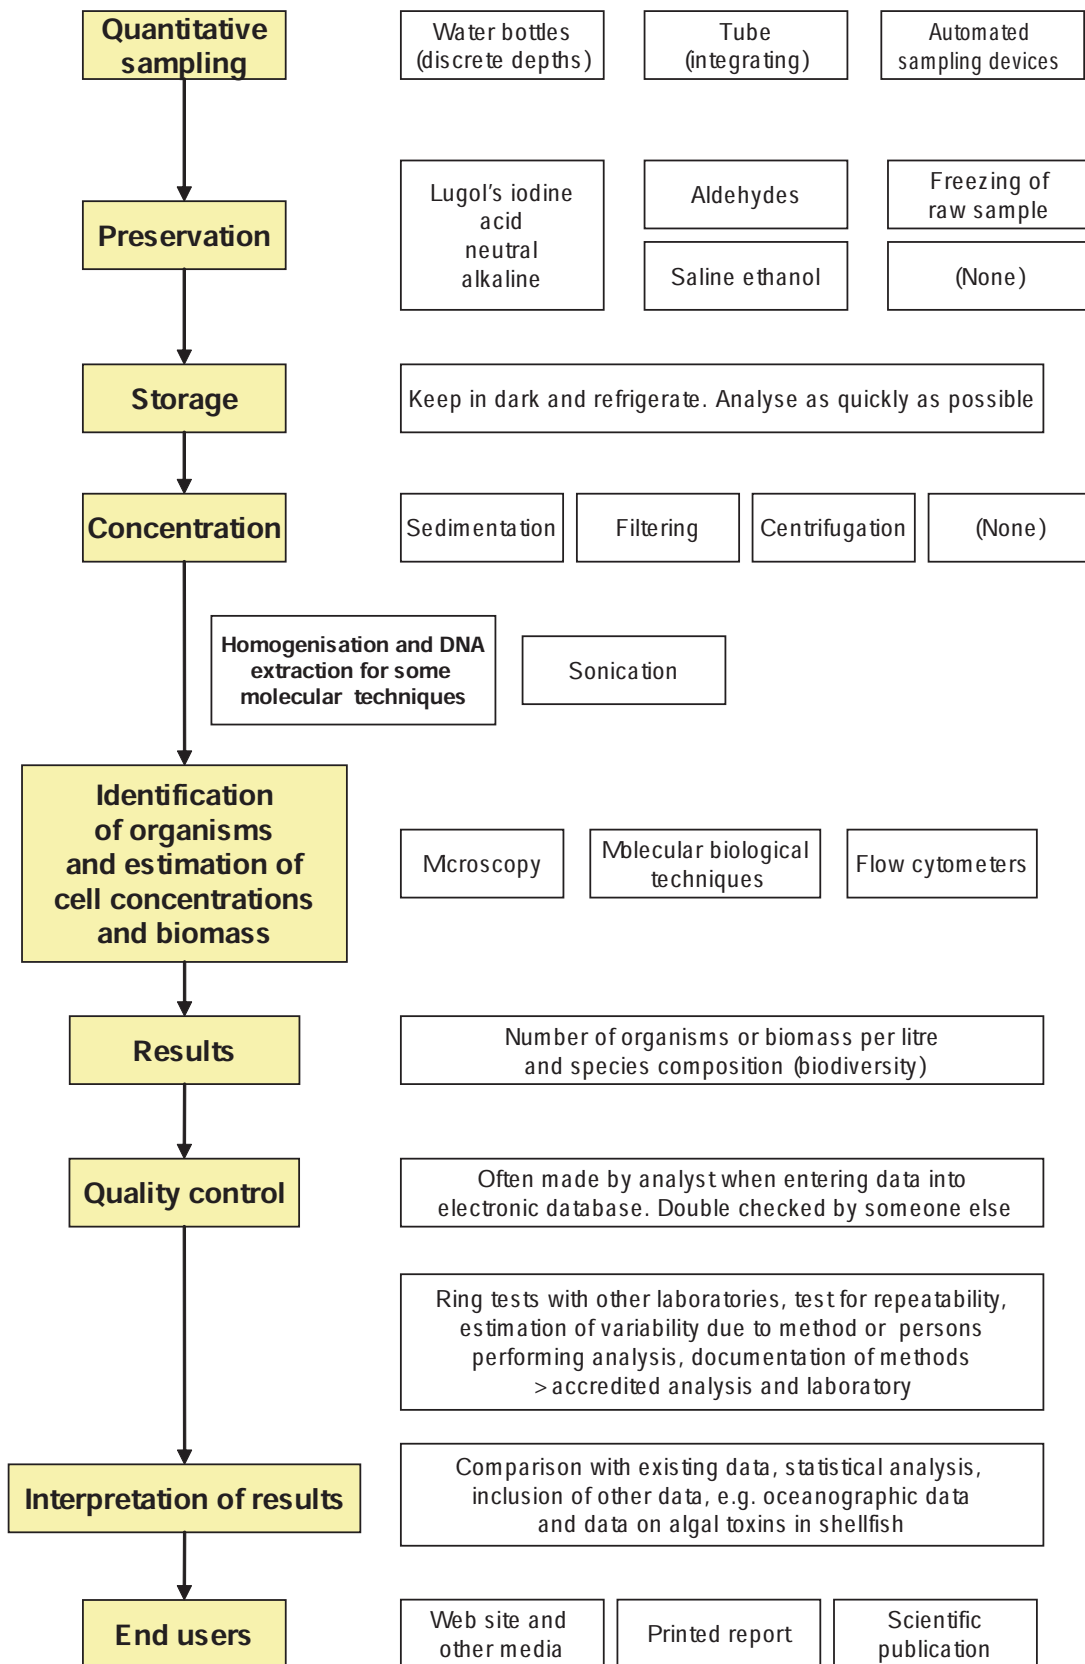 Quantitative
sampling
Water bottles
(discrete depths)
Tube
(integrating)
Automated
sampling devices
Preservation
Lugol's iodine
acid
neutral
alkaline
Aldehydes
Freezing of
raw sample
Saline ethanol
(None)
Storage
Keep in dark and refrigerate. Analyse as quickly as possible
Concentration
Sedimentation
Filtering
Centrifugation
(None)
Homogenisation and DNA
extraction for some
molecular techniques
Sonication
Identification
of organisms
and estimation of
cell concentrations
and biomass
Microscopy
Molecular biological
techniques
Flow cytometers
Results
Number of organisms or biomass per litre
and species composition (biodiversity)
Quality control
Often made by analyst when entering data into
electronic database. Double checked by someone else
Ring tests with other laboratories, test for repeatability,
estimation of variability due to method or persons
performing analysis, documentation of methods
> accredited analysis and laboratory
Interpretation of results
Comparison with existing data, statistical analysis,
inclusion of other data, e.g. oceanographic data
and data on algal toxins in shellfish
End users
Web site and
other media
Printed report
Scientific
publication